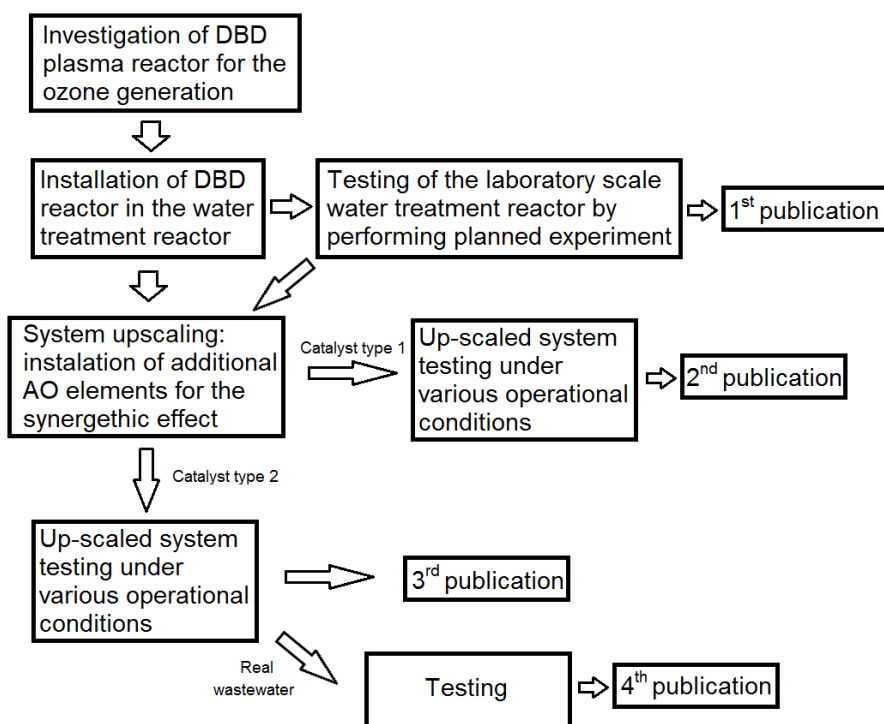 Investigation of DBD
plasma reactor for the
ozone generation
Installation of DBD
reactor in the water
treatment reactor
Testing of the laboratory scale
water treatment reactor by
performing planned experiment
1st publication
System upscaling:
instalation of additional
AO elements for the
synergethic effect
Catalyst type 1
Up-scaled system
testing under
various operational
conditions
2nd publication
Catalyst type 2
Up-scaled system
testing under
various operational
conditions
3rd publication
Real
wastewater
Testing
4th publication